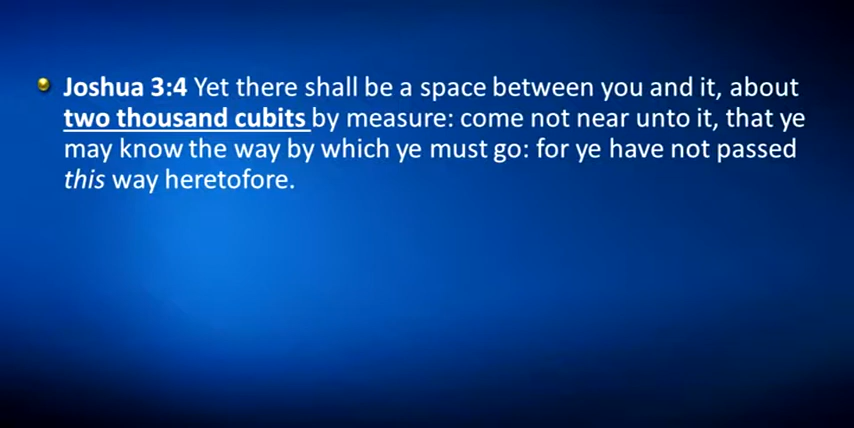 Joshua 3:4 Yet there shall be a space between you and it, about
two thousand cubits by measure: come not near unto it, that ye
may know the way by which ye must go: for ye have not passed
this way heretofore.